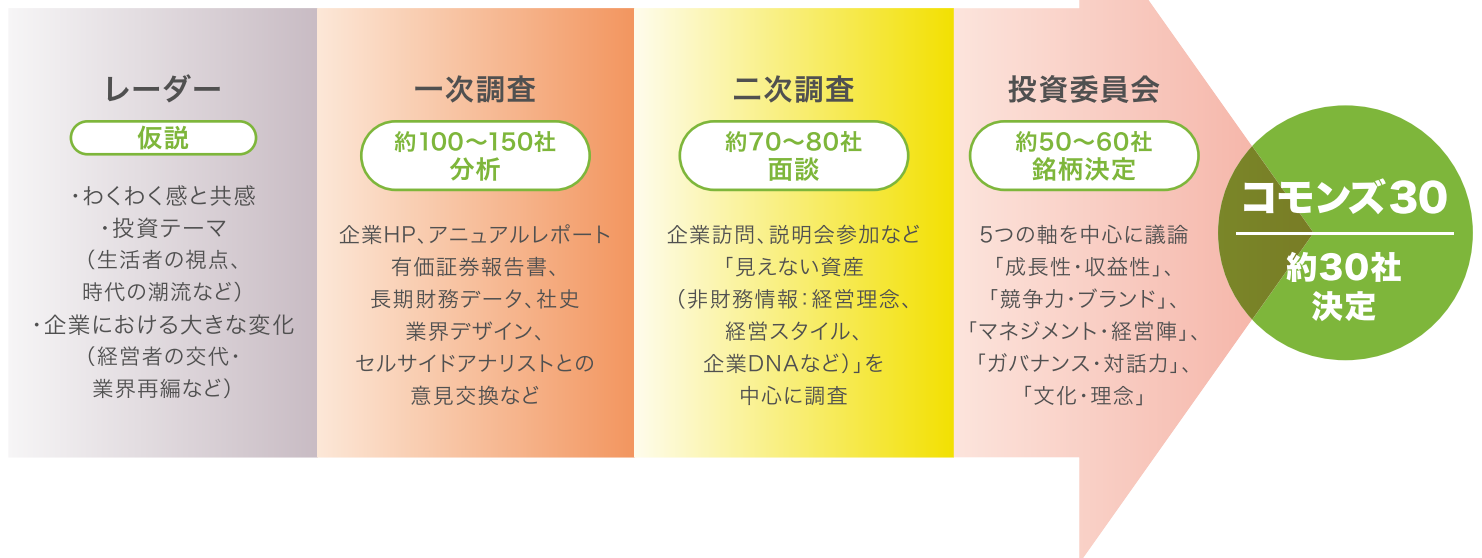 レーダー
仮説
・わくわく感と共感
・投資テーマ
（生活者の視点、
時代の潮流など）
・企業における大きな変化
（経営者の交代・
業界再編など）
一次調査
約100〜150社
分析
企業HP、アニュアルレポート
有価証券報告書、
長期財務データ、社史
業界デザイン、
セルサイドアナリストとの
意見交換など
二次調査
約70〜80社
面談
企業訪問、説明会参加など
「見えない資産
（非財務情報：経営理念、
経営スタイル、
企業DNAなど）」を
中心に調査
投資委員会
約50〜60社
銘柄決定
5つの軸を中心に議論
「成長性・収益性」、
「競争力・ブランド」、
「マネジメント・経営陣」、
「ガバナンス・対話力」、
「文化・理念」
コモンズ30
約30社
決定